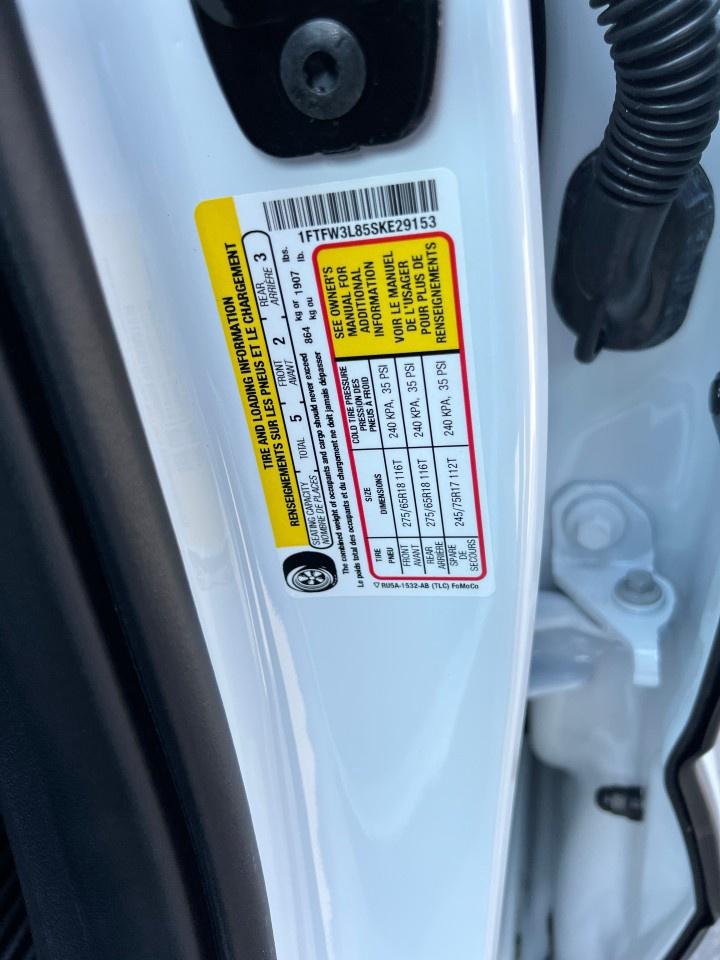 1FTFW3L85SKE29153
TIRE AND LOADING INFORMATION
RENSEIGNEMENTS SUR LES PNEUS ET LE CHARGEMENT
SEATING CAPACITY
NOMBRE DE PLACES
TOTAL 5
FRONT
AVANT
2
REAR
ARRIÈRE
3
The combined weight of occupants and cargo should never exceed
Le poids total des occupants et du chargement ne doit jamais dépasser
864 kg or 1907 lbs.
kg ou lb.
TIRE
PNEU
SIZE
DIMENSIONS
COLD TIRE PRESSURE
PRESSION DES
PNEUS À FROID
FRONT
AVANT
275/65R18 116T
240 KPA, 35 PSI
REAR
ARRIÈRE
275/65R18 116T
240 KPA, 35 PSI
SPARE
DE
SECOURS
245/75R17 112T
240 KPA, 35 PSI
SEE OWNER'S
MANUAL FOR
ADDITIONAL
INFORMATION
VOIR LE MANUEL
DE L'USAGER
POUR PLUS DE
RENSEIGNEMENTS
RU5A-1532-AB (TLC) FoMoCo